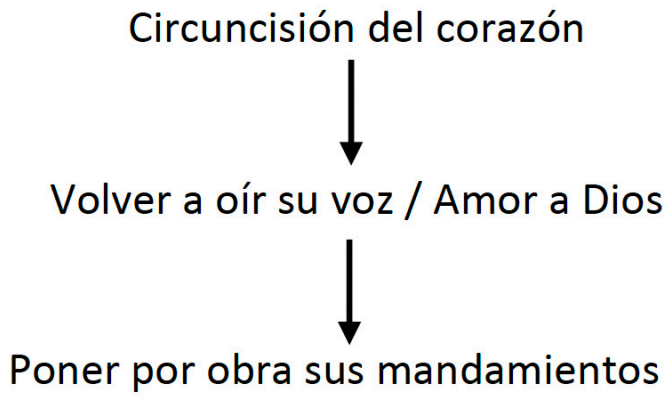 Circuncisión del corazón
Volver a oír su voz / Amor a Dios
Poner por obra sus mandamientos